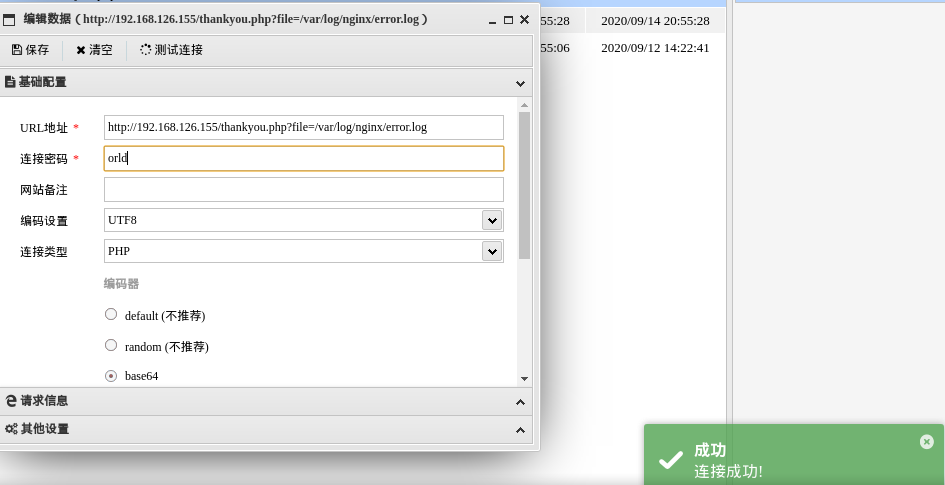 编辑数据 ( http://192.168.126.155/thankyou.php?file=/var/log/nginx/error.log )
55:28 2020/09/14 20:55:28
55:06 2020/09/12 14:22:41
保存 清空 测试连接
基础配置
URL地址 * http://192.168.126.155/thankyou.php?file=/var/log/nginx/error.log
连接密码 * orld
网站备注
编码设置 UTF8
连接类型 PHP
编码器
default (不推荐)
random (不推荐)
base64
请求信息
其他设置
成功
连接成功!